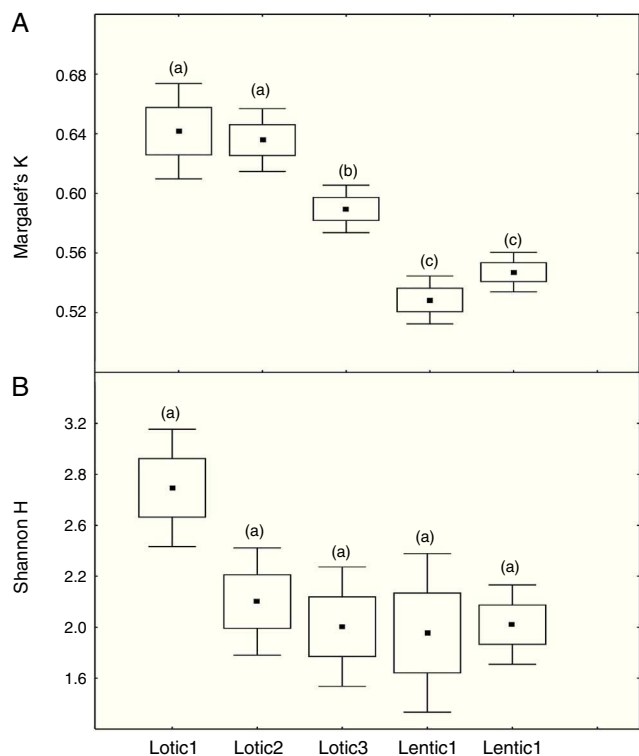 A
Margalef's K
0.68
0.64
0.60
0.56
0.52
(a)
(a)
(b)
(c)
(c)
B
Shannon H
3.2
2.8
2.6
2.2
2.0
1.6
(a)
(a)
(a)
(a)
(a)
Lotic1 Lotic2 Lotic3 Lentic1 Lentic1